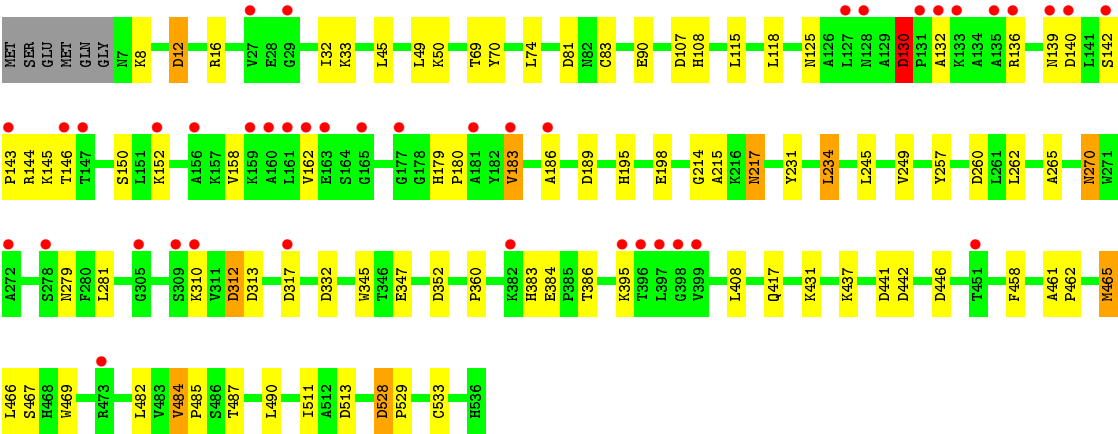 MET SER GLU MET GLN GLY N7 K8 D12 R16 V27 E28 G29 I32 K33 L45 L49 K50 T69 Y70 L74 D81 N82 C83 E90 D107 H108 L115 L118 N125 A126 L127 N128 A129 D130 P131 A132 K133 A134 A135 R136 N139 D140 L141 S142
P143 R144 K145 T146 T147 S150 L151 K152 A156 K157 V158 K159 A160 L161 V162 E163 S164 G165 G177 G178 H179 P180 A181 Y182 V183 A186 D189 H195 E198 G214 A215 K216 N217 Y231 L234 L245 V249 Y257 D260 L261 L262 A265 N270 W271
A272 S278 N279 F280 L281 G305 S309 K310 V311 D312 D313 D317 D332 W345 T346 E347 D352 P360 K382 H383 E384 P385 T386 K395 T396 L397 G398 V399 L408 Q417 K431 K437 D441 D442 D446 T451 F458 A461 P462 M465
L466 S467 H468 W469 R473 L482 V483 V484 P485 S486 T487 L490 I511 A512 D513 D528 P529 C533 H536